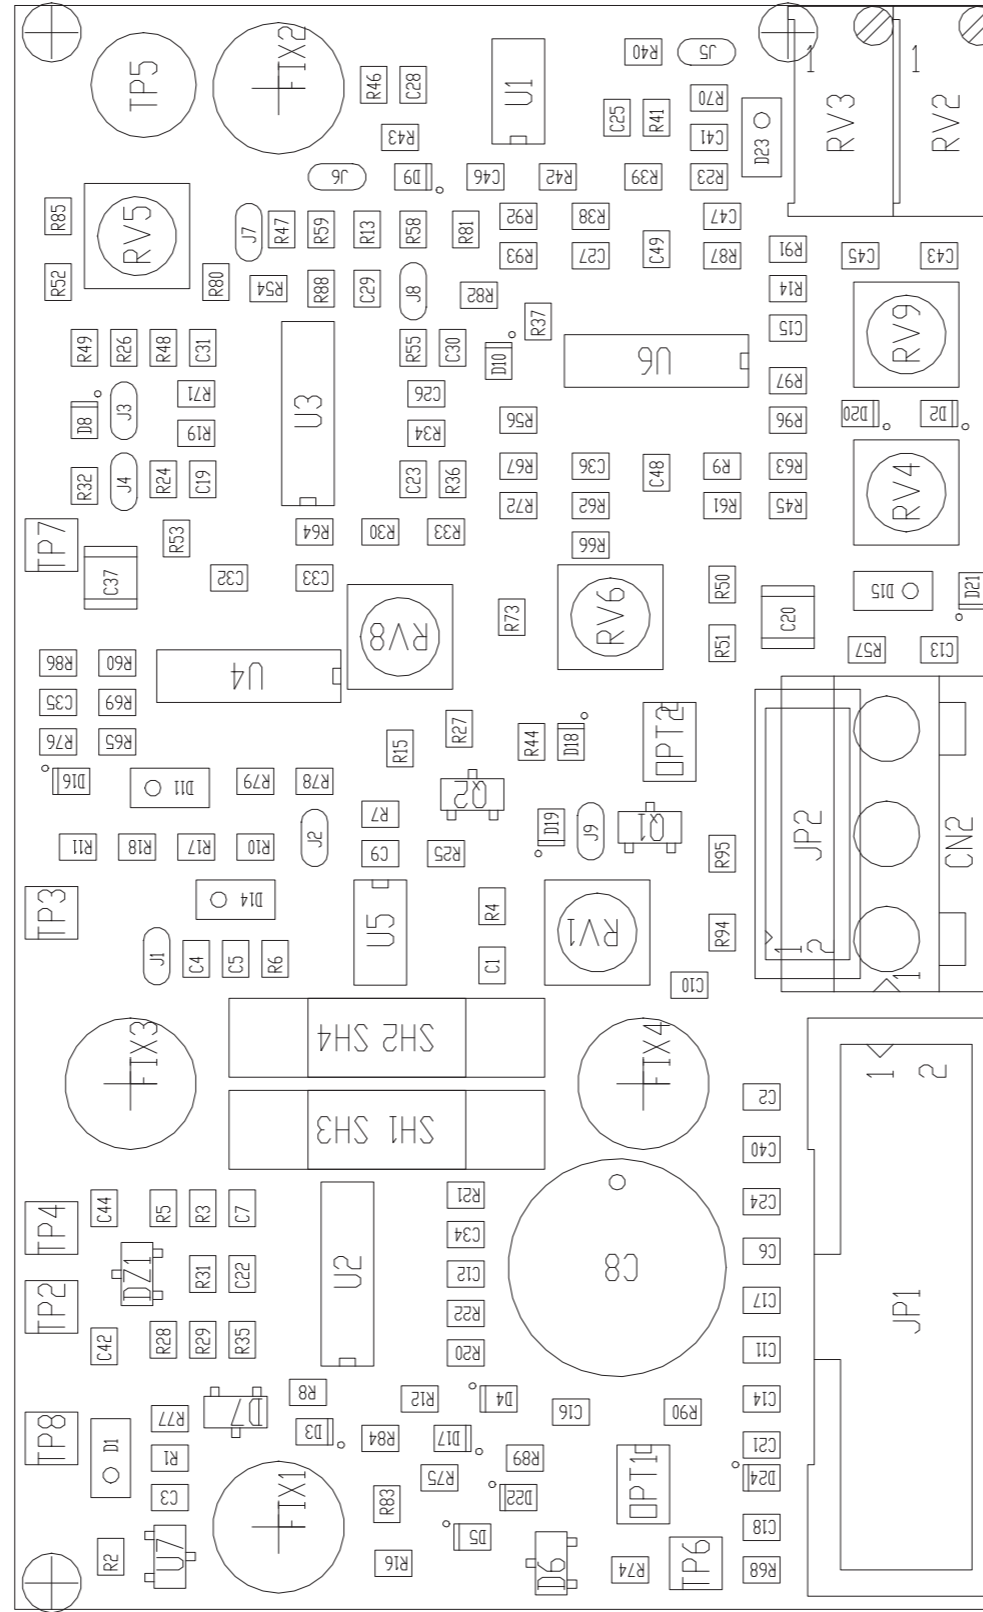 TP5
FIX2
R46
C28
U1
R40
J5
1
1
RV3
RV2
R70
C25
R41
C41
D23
R43
J6
D9
C46
R42
R39
R23
R85
RV5
J7
R47
R59
R13
R58
R81
R92
R38
C47
R93
C27
C49
R87
R91
C45
C43
R52
R80
R54
R88
C29
J8
R82
R14
R37
C15
RV9
R49
R26
R48
C31
U3
R55
C30
D10
U6
R71
C26
R97
D8
J3
R19
R34
R56
R96
D20
D2
R32
J4
R24
C19
C23
R36
R67
C36
C48
R9
R63
RV4
R72
R62
R61
R45
TP7
R53
R64
R30
R33
R66
C37
C32
C33
RV8
R73
RV6
R50
C20
D15
D21
R51
R57
C13
R86
R60
U4
C35
R69
R76
R65
R15
R27
R44
D18
OPT2
D16
D11
R79
R78
Q2
R7
J2
D19
J9
Q1
JP2
CN2
R11
R18
R17
R10
C9
R25
R95
TP3
D14
U5
R4
RV1
R94
1
2
1
J1
C4
C5
R6
C1
C10
SH2 SH4
FIX3
FIX4
1
2
SH1 SH3
C2
C40
TP4
C44
R5
R3
C7
R21
C24
U2
C34
C8
C6
DZ1
R31
C22
C12
TP2
R22
C17
JP1
C42
R28
R29
R35
R20
C11
R8
R12
D4
C14
R77
D7
C16
R90
TP8
D1
D3
R84
D17
C21
R1
R89
D24
FIX1
R75
OPT1
C3
R83
D22
U7
D5
C18
R2
R16
D6
R74
TP6
R68